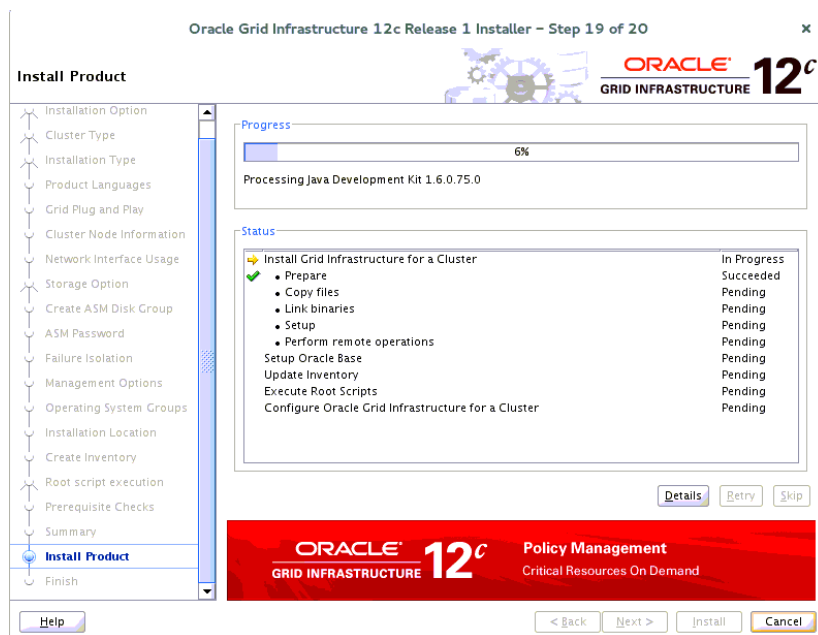 Oracle Grid Infrastructure 12c Release 1 Installer – Step 19 of 20
Install Product
ORACLE
GRID INFRASTRUCTURE
12c
Installation Option
Cluster Type
Installation Type
Product Languages
Grid Plug and Play
Cluster Node Information
Network Interface Usage
Storage Option
Create ASM Disk Group
ASM Password
Failure Isolation
Management Options
Operating System Groups
Installation Location
Create Inventory
Root script execution
Prerequisite Checks
Summary
Install Product
Finish
Progress
6%
Processing Java Development Kit 1.6.0.75.0
Status
Install Grid Infrastructure for a Cluster In Progress
• Prepare Succeeded
• Copy files Pending
• Link binaries Pending
• Setup Pending
• Perform remote operations Pending
Setup Oracle Base Pending
Update Inventory Pending
Execute Root Scripts Pending
Configure Oracle Grid Infrastructure for a Cluster Pending
Details Retry Skip
ORACLE
GRID INFRASTRUCTURE
12c
Policy Management
Critical Resources On Demand
Help < Back Next > Install Cancel